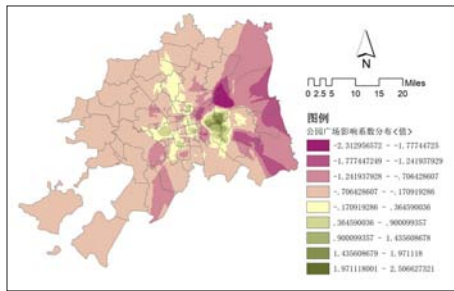 N
Miles
0 2.5 5 10 15 20
图例
公园广场影响系数分布<值>
-2.312956572 - -1.77744725
-1.777447249 - -1.241937929
-1.241937928 - -.706428607
-.706428607 - -.170919286
-.170919286 - .364590036
.364590036 - .900099357
.900099357 - 1.435608678
1.435608679 - 1.971118
1.971118001 - 2.506627321